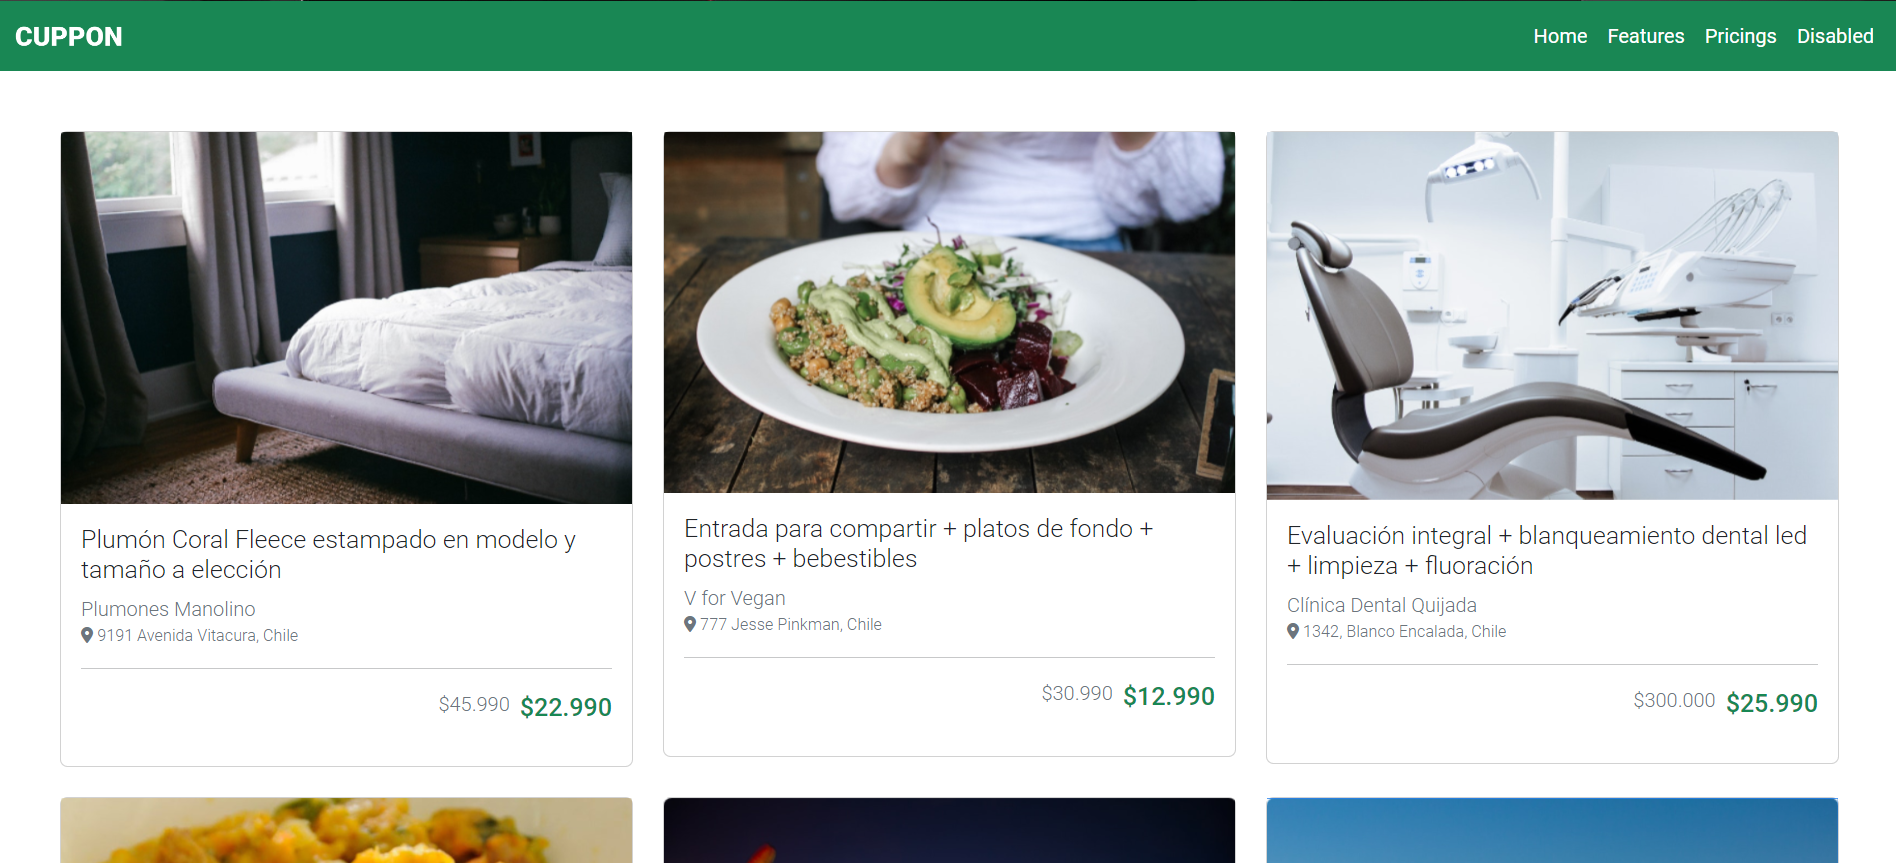 CUPPON
Home Features Pricings Disabled
Plumón Coral Fleece estampado en modelo y
tamaño a elección
Plumones Manolino
9191 Avenida Vitacura, Chile
$45.990 $22.990
Entrada para compartir + platos de fondo +
postres + bebestibles
V for Vegan
777 Jesse Pinkman, Chile
$30.990 $12.990
Evaluación integral + blanqueamiento dental led
+ limpieza + fluoración
Clínica Dental Quijada
1342, Blanco Encalada, Chile
$300.000 $25.990